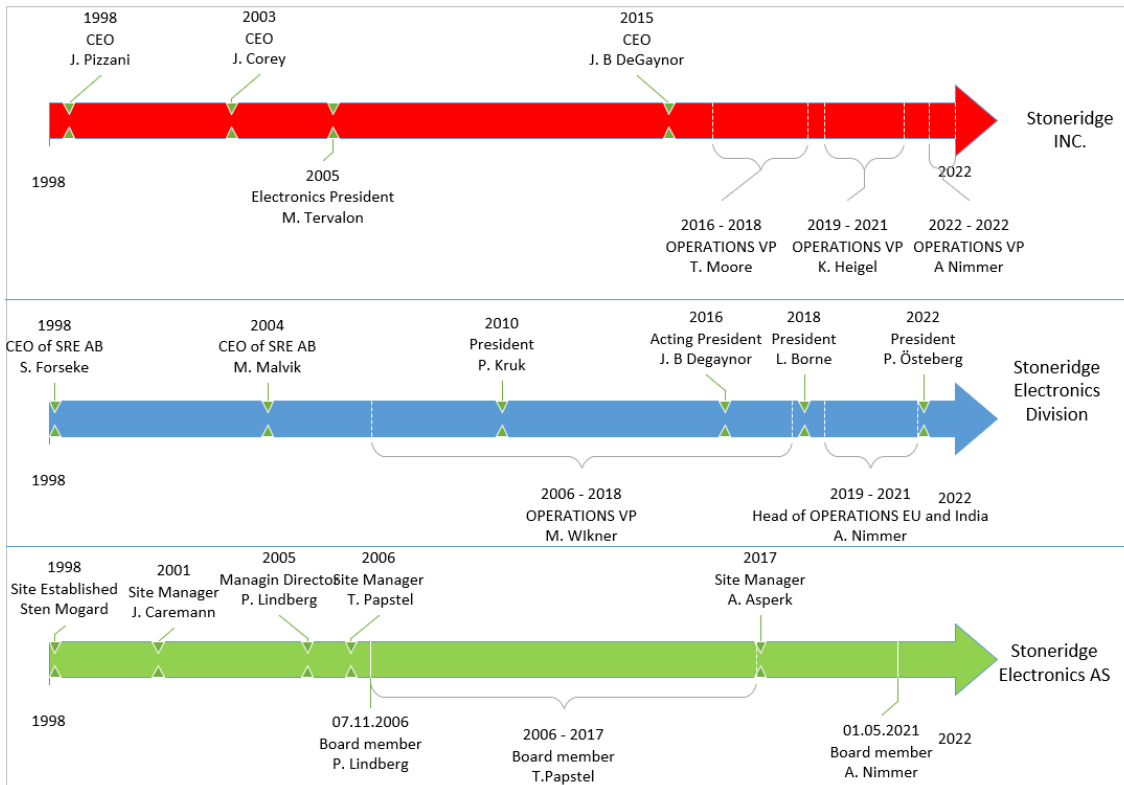 1998
CEO
J. Pizzani
2003
CEO
J. Corey
2015
CEO
J. B DeGaynor
Stoneridge
INC.
1998
2005
Electronics President
M. Tervalon
2022
2016 - 2018
OPERATIONS VP
T. Moore
2019 - 2021
OPERATIONS VP
K. Heigel
2022 - 2022
OPERATIONS VP
A Nimmer
1998
CEO of SRE AB
S. Forseke
2004
CEO of SRE AB
M. Malvik
2010
President
P. Kruk
2016
Acting President
J. B Degaynor
2018
President
L. Borne
2022
President
P. Östeberg
Stoneridge
Electronics
Division
1998
2006 - 2018
OPERATIONS VP
M. WIkner
2019 - 2021
Head of OPERATIONS EU and India
A. Nimmer
2022
1998
Site Established
Sten Mogard
2001
Site Manager
J. Caremann
2005
Managin Director
P. Lindberg
2006
Site Manager
T. Papstel
2017
Site Manager
A. Asperk
Stoneridge
Electronics AS
1998
07.11.2006
Board member
P. Lindberg
2006 - 2017
Board member
T.Papstel
01.05.2021
Board member
A. Nimmer
2022